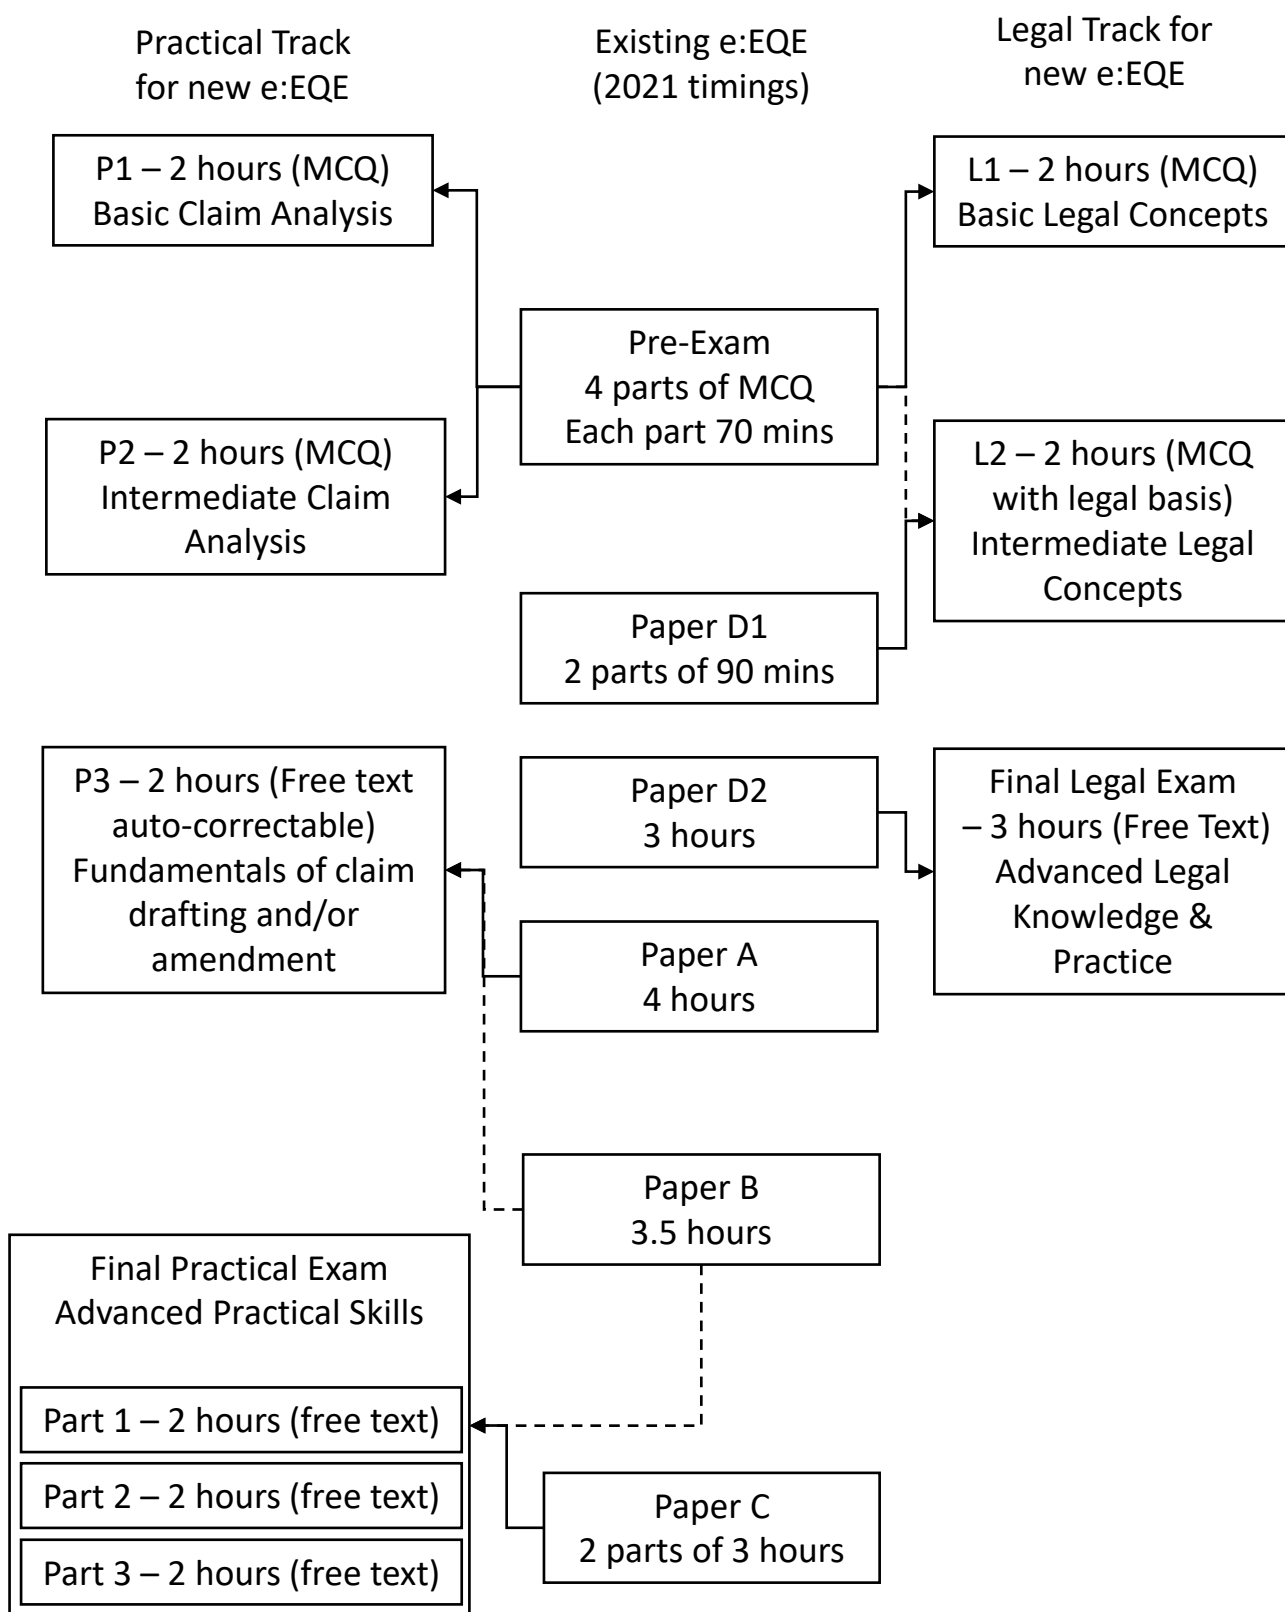 Practical Track
for new e:EQE
Existing e:EQE
(2021 timings)
Legal Track for
new e:EQE
P1 – 2 hours (MCQ)
Basic Claim Analysis
L1 – 2 hours (MCQ)
Basic Legal Concepts
Pre-Exam
4 parts of MCQ
Each part 70 mins
P2 – 2 hours (MCQ)
Intermediate Claim
Analysis
L2 – 2 hours (MCQ
with legal basis)
Intermediate Legal
Concepts
Paper D1
2 parts of 90 mins
P3 – 2 hours (Free text
auto-correctable)
Fundamentals of claim
drafting and/or
amendment
Paper D2
3 hours
Final Legal Exam
– 3 hours (Free Text)
Advanced Legal
Knowledge &
Practice
Paper A
4 hours
Paper B
3.5 hours
Final Practical Exam
Advanced Practical Skills
Part 1 – 2 hours (free text)
Part 2 – 2 hours (free text)
Part 3 – 2 hours (free text)
Paper C
2 parts of 3 hours